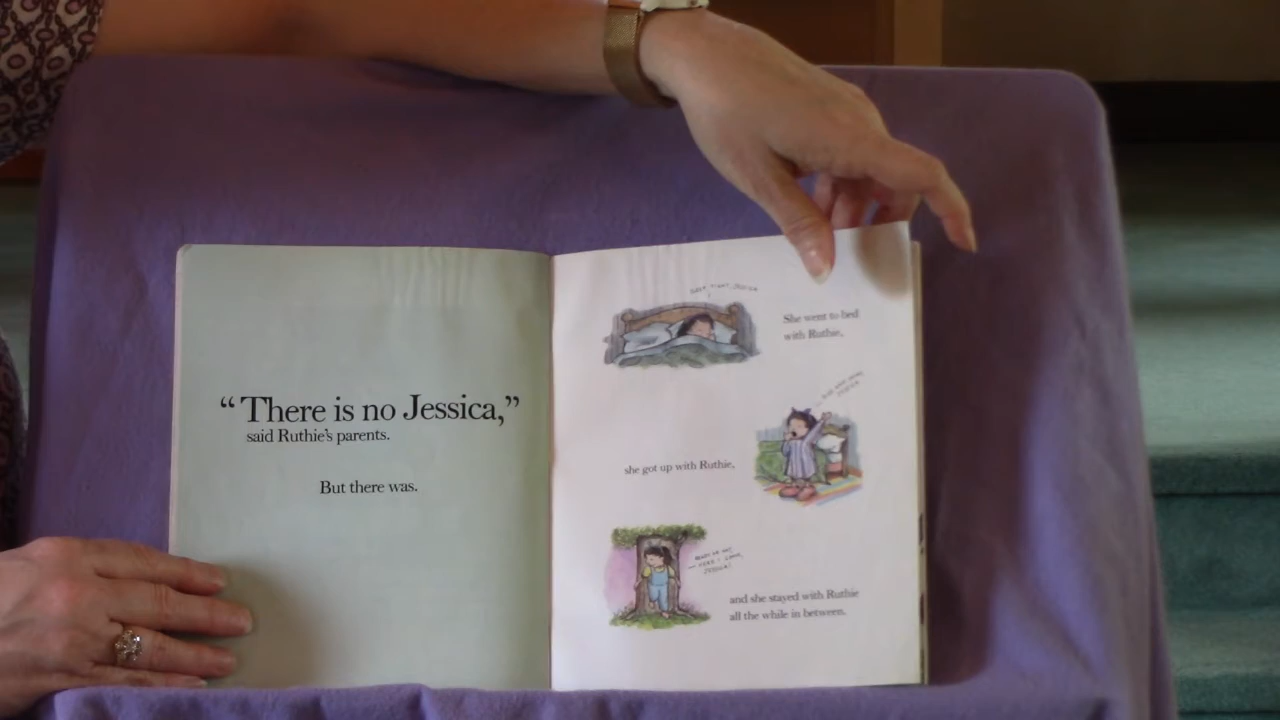 “There is no Jessica,”
said Ruthie's parents.
But there was.
She went to bed
with Ruthie,
she got up with Ruthie,
and she stayed with Ruthie
all the while in between.